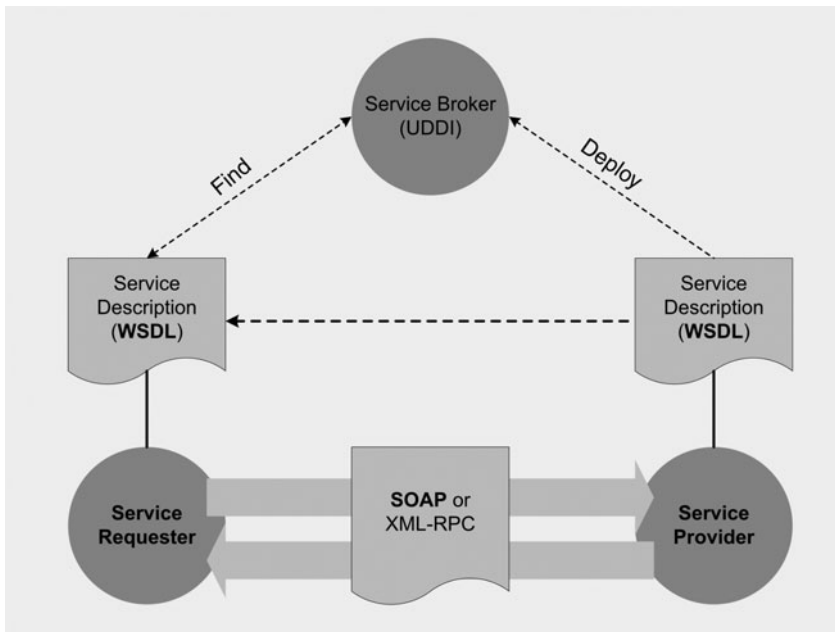 Service Broker
(UDDI)
Find
Deploy
Service
Description
(WSDL)
Service
Description
(WSDL)
Service
Requester
SOAP or
XML-RPC
Service
Provider